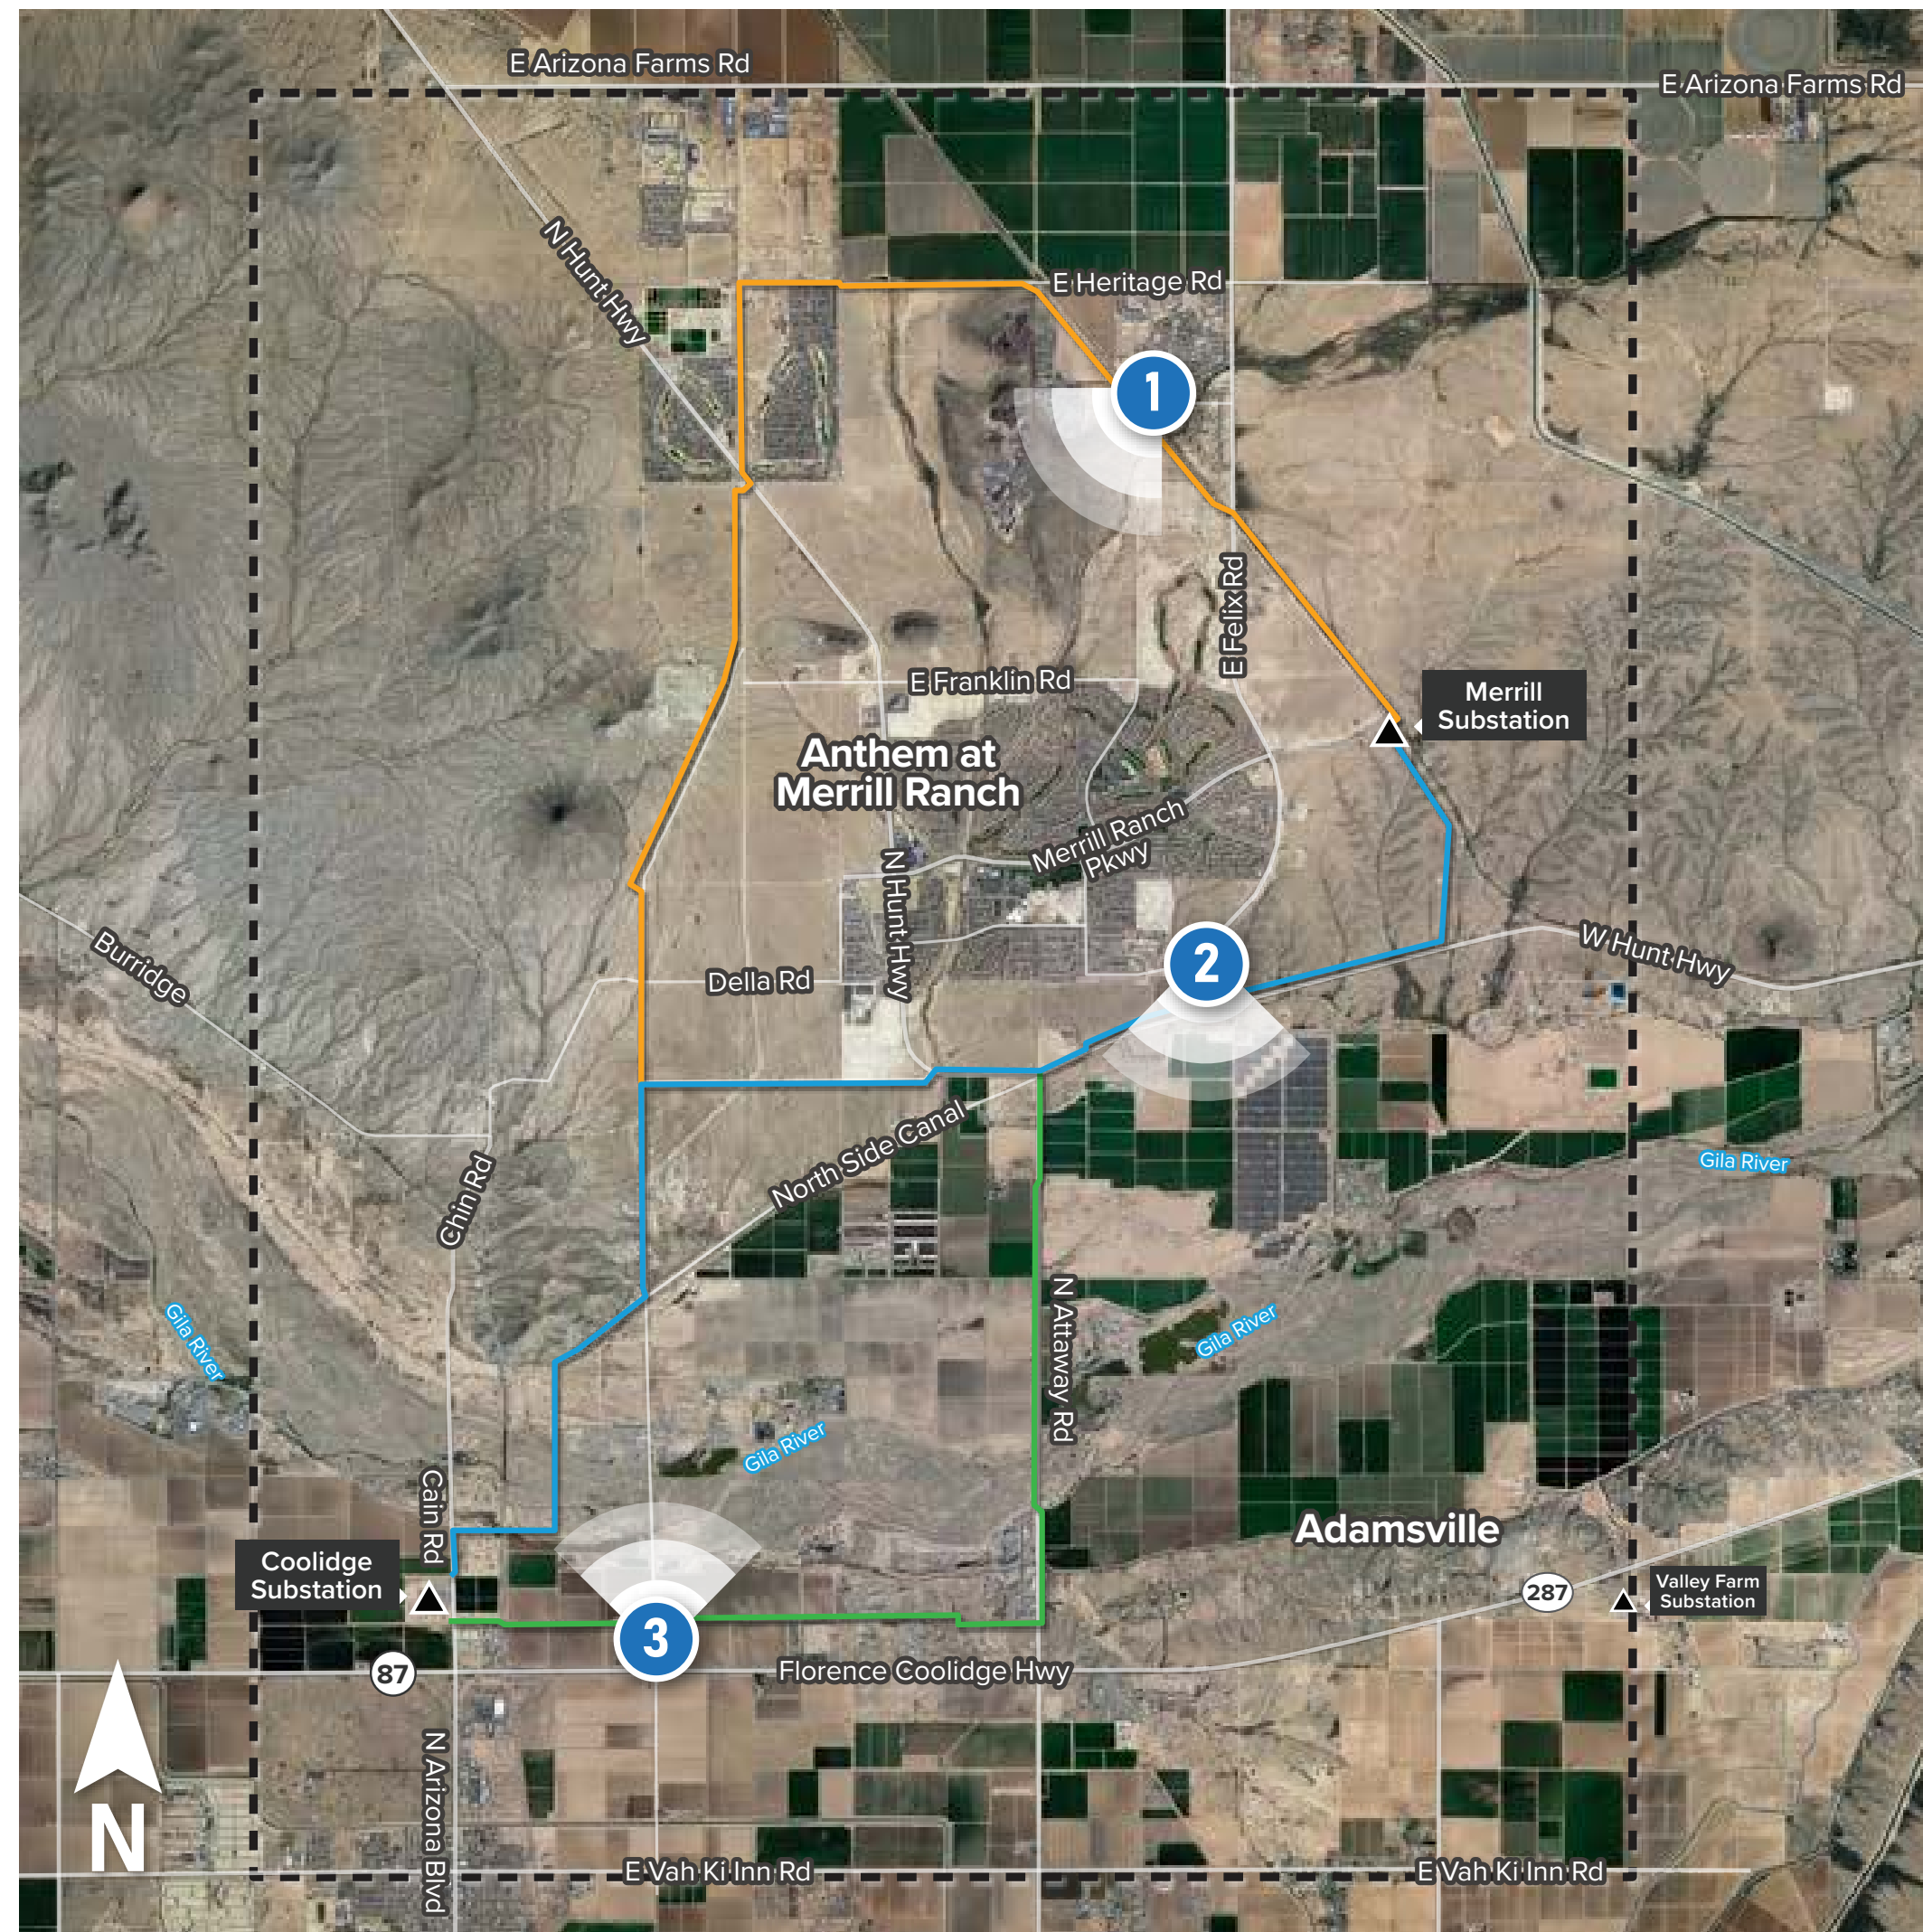 E Arizona Farms Rd
E Arizona Farms Rd
N Hunt Hwy
E Heritage Rd
1
E Felix Rd
E Franklin Rd
Merrill
Substation
Anthem at
Merrill Ranch
Merrill Ranch
Pkwy
N Hunt Hwy
Burridge
Della Rd
2
W Hunt Hwy
North Side Canal
Chin Rd
Gila River
Gila River
N Attaway Rd
Gila River
Gila River
Cain Rd
Adamsville
Coolidge
Substation
287
Valley Farm
Substation
3
87
Florence Coolidge Hwy
N Arizona Blvd
N
E Vah Ki Inn Rd
E Vah Ki Inn Rd